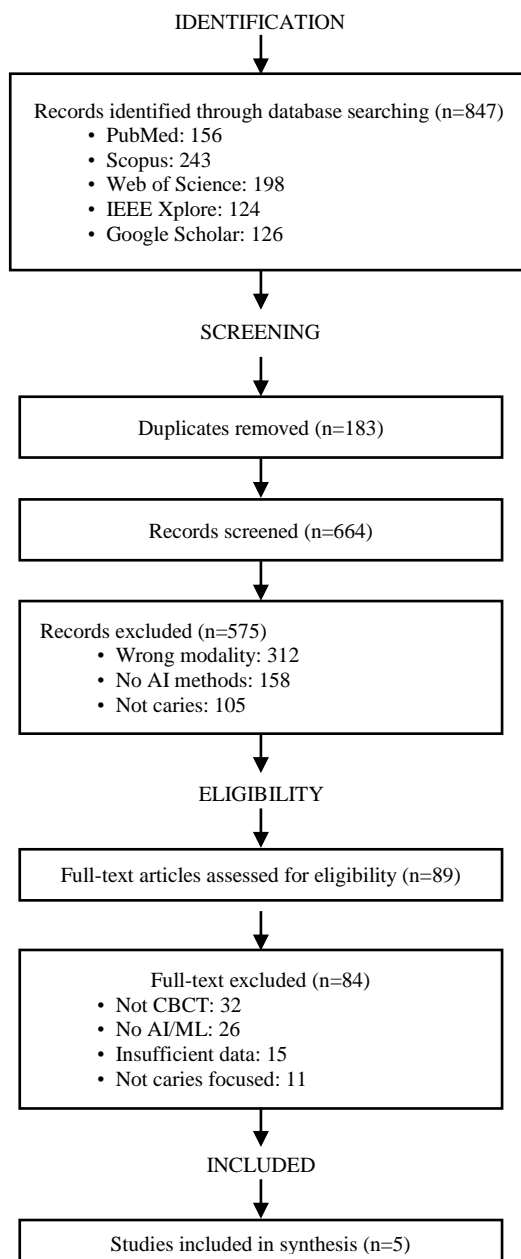 IDENTIFICATION
Records identified through database searching (n=847)
• PubMed: 156
• Scopus: 243
• Web of Science: 198
• IEEE Xplore: 124
• Google Scholar: 126
SCREENING
Duplicates removed (n=183)
Records screened (n=664)
Records excluded (n=575)
• Wrong modality: 312
• No AI methods: 158
• Not caries: 105
ELIGIBILITY
Full-text articles assessed for eligibility (n=89)
Full-text excluded (n=84)
• Not CBCT: 32
• No AI/ML: 26
• Insufficient data: 15
• Not caries focused: 11
INCLUDED
Studies included in synthesis (n=5)